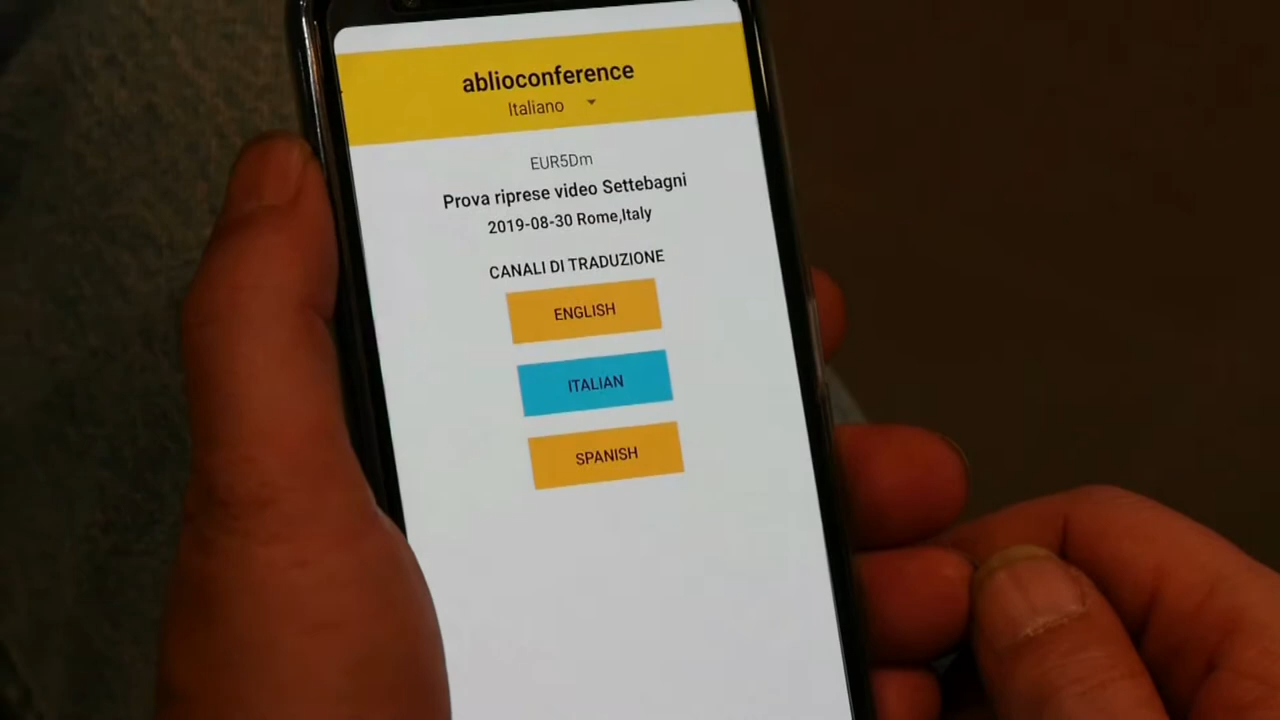 ablioconference
Italiano
EUR5Dm
Prova riprese video Settebagni
2019-08-30 Rome,Italy
CANALI DI TRADUZIONE
ENGLISH
ITALIAN
SPANISH